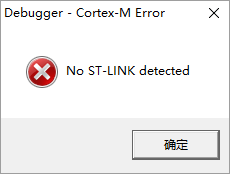 Debugger - Cortex-M Error
No ST-LINK detected
确定